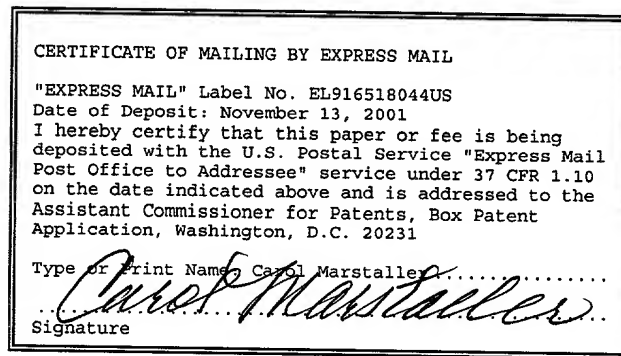 CERTIFICATE OF MAILING BY EXPRESS MAIL
"EXPRESS MAIL" Label No. EL916518044US
Date of Deposit: November 13, 2001
I hereby certify that this paper or fee is being
deposited with the U.S. Postal Service "Express Mail
Post Office to Addressee" service under 37 CFR 1.10
on the date indicated above and is addressed to the
Assistant Commissioner for Patents, Box Patent
Application, Washington, D.C. 20231
Type or Print Name: Carol Marstaller..................
Carol Marstaller
Signature